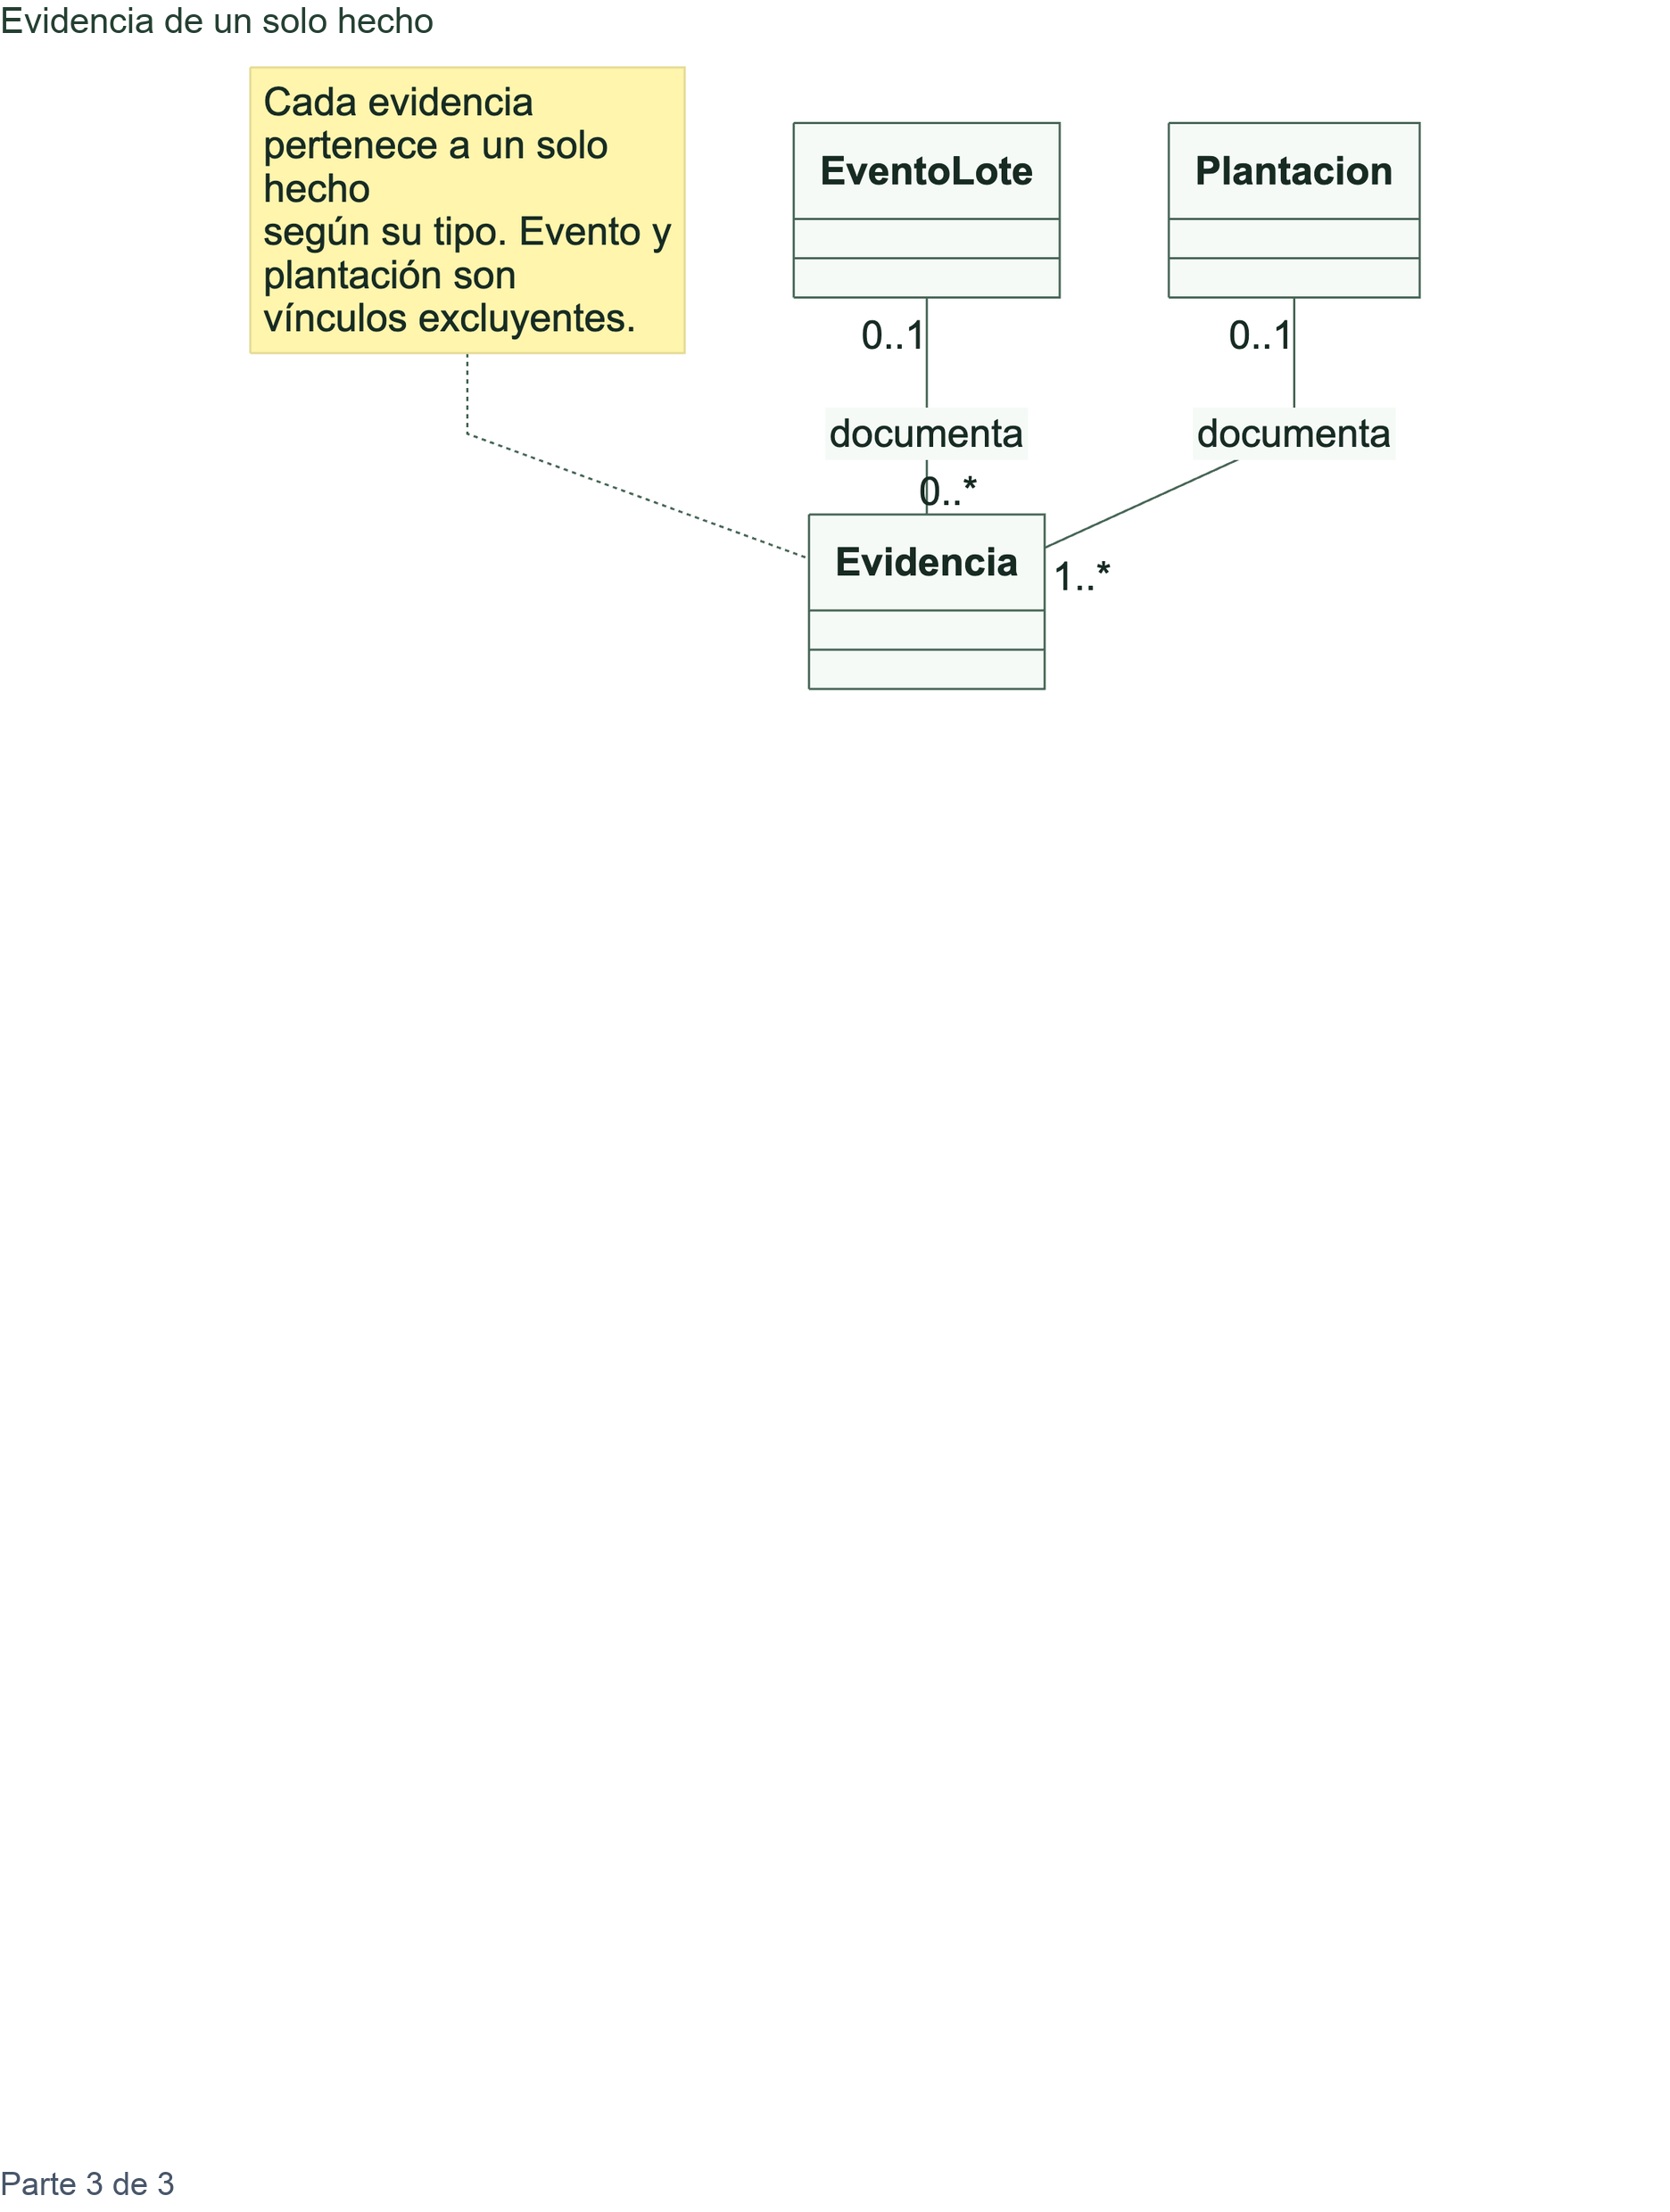 Evidencia de un solo hecho
Cada evidencia
pertenece a un solo
hecho
según su tipo. Evento y
plantación son
vínculos excluyentes.
EventoLote
Plantacion
0..1
0..1
documenta
documenta
0..*
Evidencia
1..*
Parte 3 de 3